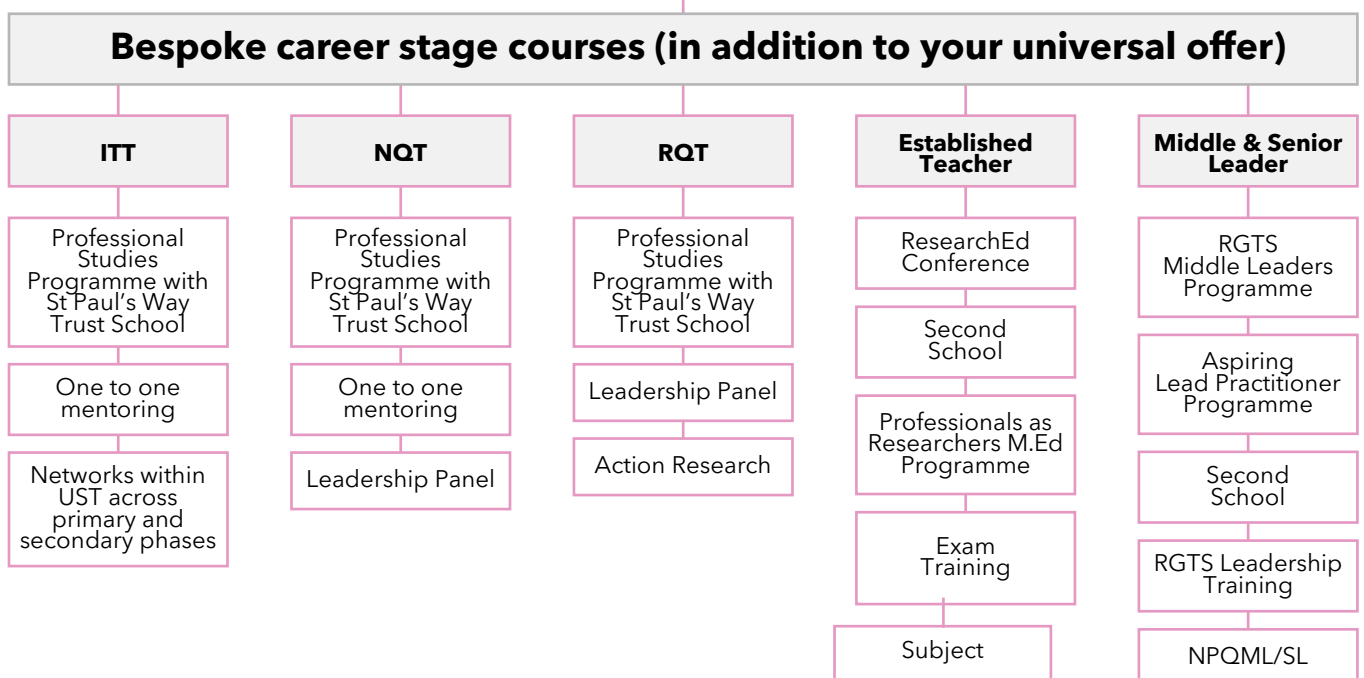 Bespoke career stage courses (in addition to your universal offer)
ITT
Professional
Studies
Programme with
St Paul's Way
Trust School
One to one
mentoring
Networks within
UST across
primary and
secondary phases
NQT
Professional
Studies
Programme with
St Paul's Way
Trust School
One to one
mentoring
Leadership Panel
RQT
Professional
Studies
Programme with
St Paul's Way
Trust School
Leadership Panel
Action Research
Established
Teacher
ResearchEd
Conference
Second
School
Professionals as
Researchers M.Ed
Programme
Exam
Training
Subject
Middle & Senior
Leader
RGTS
Middle Leaders
Programme
Aspiring
Lead Practitioner
Programme
Second
School
RGTS Leadership
Training
NPQML/SL